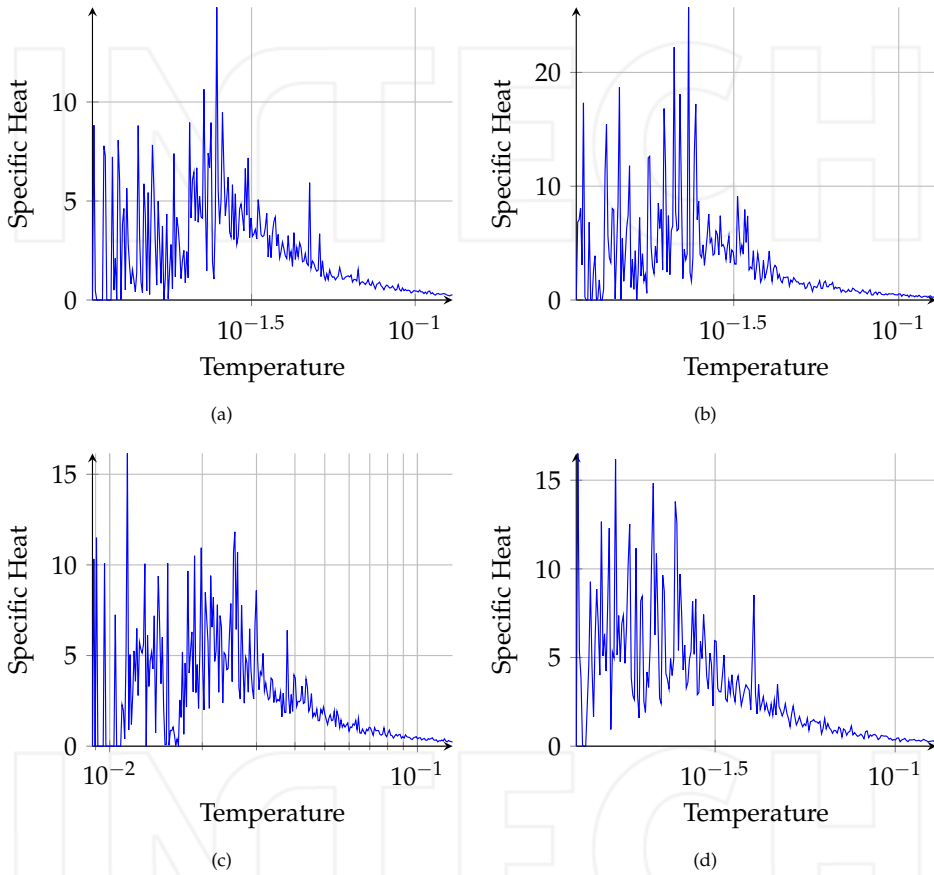 10
5
0
Specific Heat
10^{-1.5}
10^{-1}
Temperature
(a)
20
10
0
Specific Heat
10^{-1.5}
10^{-1}
Temperature
(b)
15
10
5
0
Specific Heat
10^{-2}
10^{-1}
Temperature
(c)
15
10
5
0
Specific Heat
10^{-1.5}
10^{-1}
Temperature
(d)
INTECH
INTECH